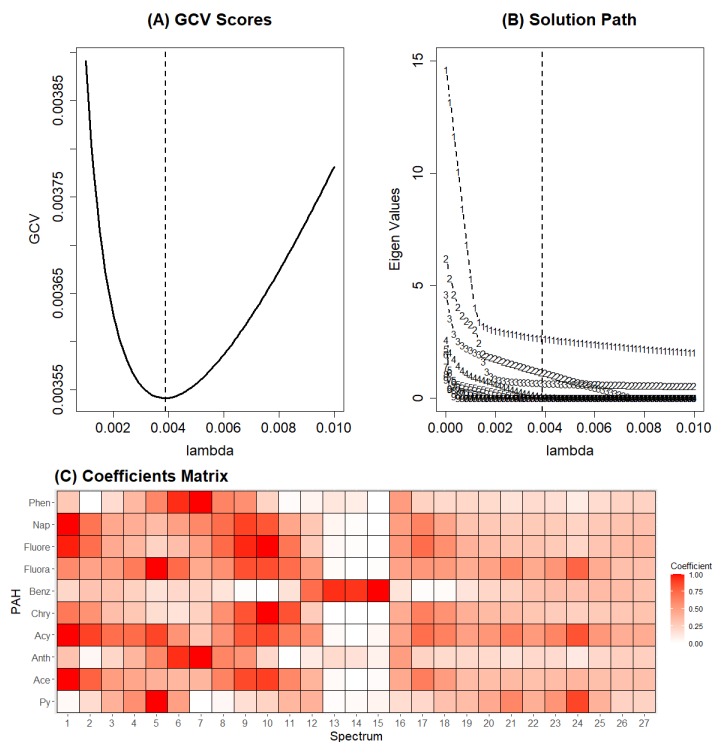 (A) GCV Scores
GCV
0.00385
0.00375
0.00365
0.00355
0.002 0.004 0.006 0.008 0.010
lambda
(B) Solution Path
Eigen Values
15
10
5
0
0.000 0.002 0.004 0.006 0.008 0.010
lambda
(C) Coefficients Matrix
PAH
Phen
Nap
Fluore
Fluora
Benz
Chry
Acy
Anth
Ace
Py
1 2 3 4 5 6 7 8 9 10 11 12 13 14 15 16 17 18 19 20 21 22 23 24 25 26 27
Spectrum
Coefficient
1.00
0.75
0.50
0.25
0.00